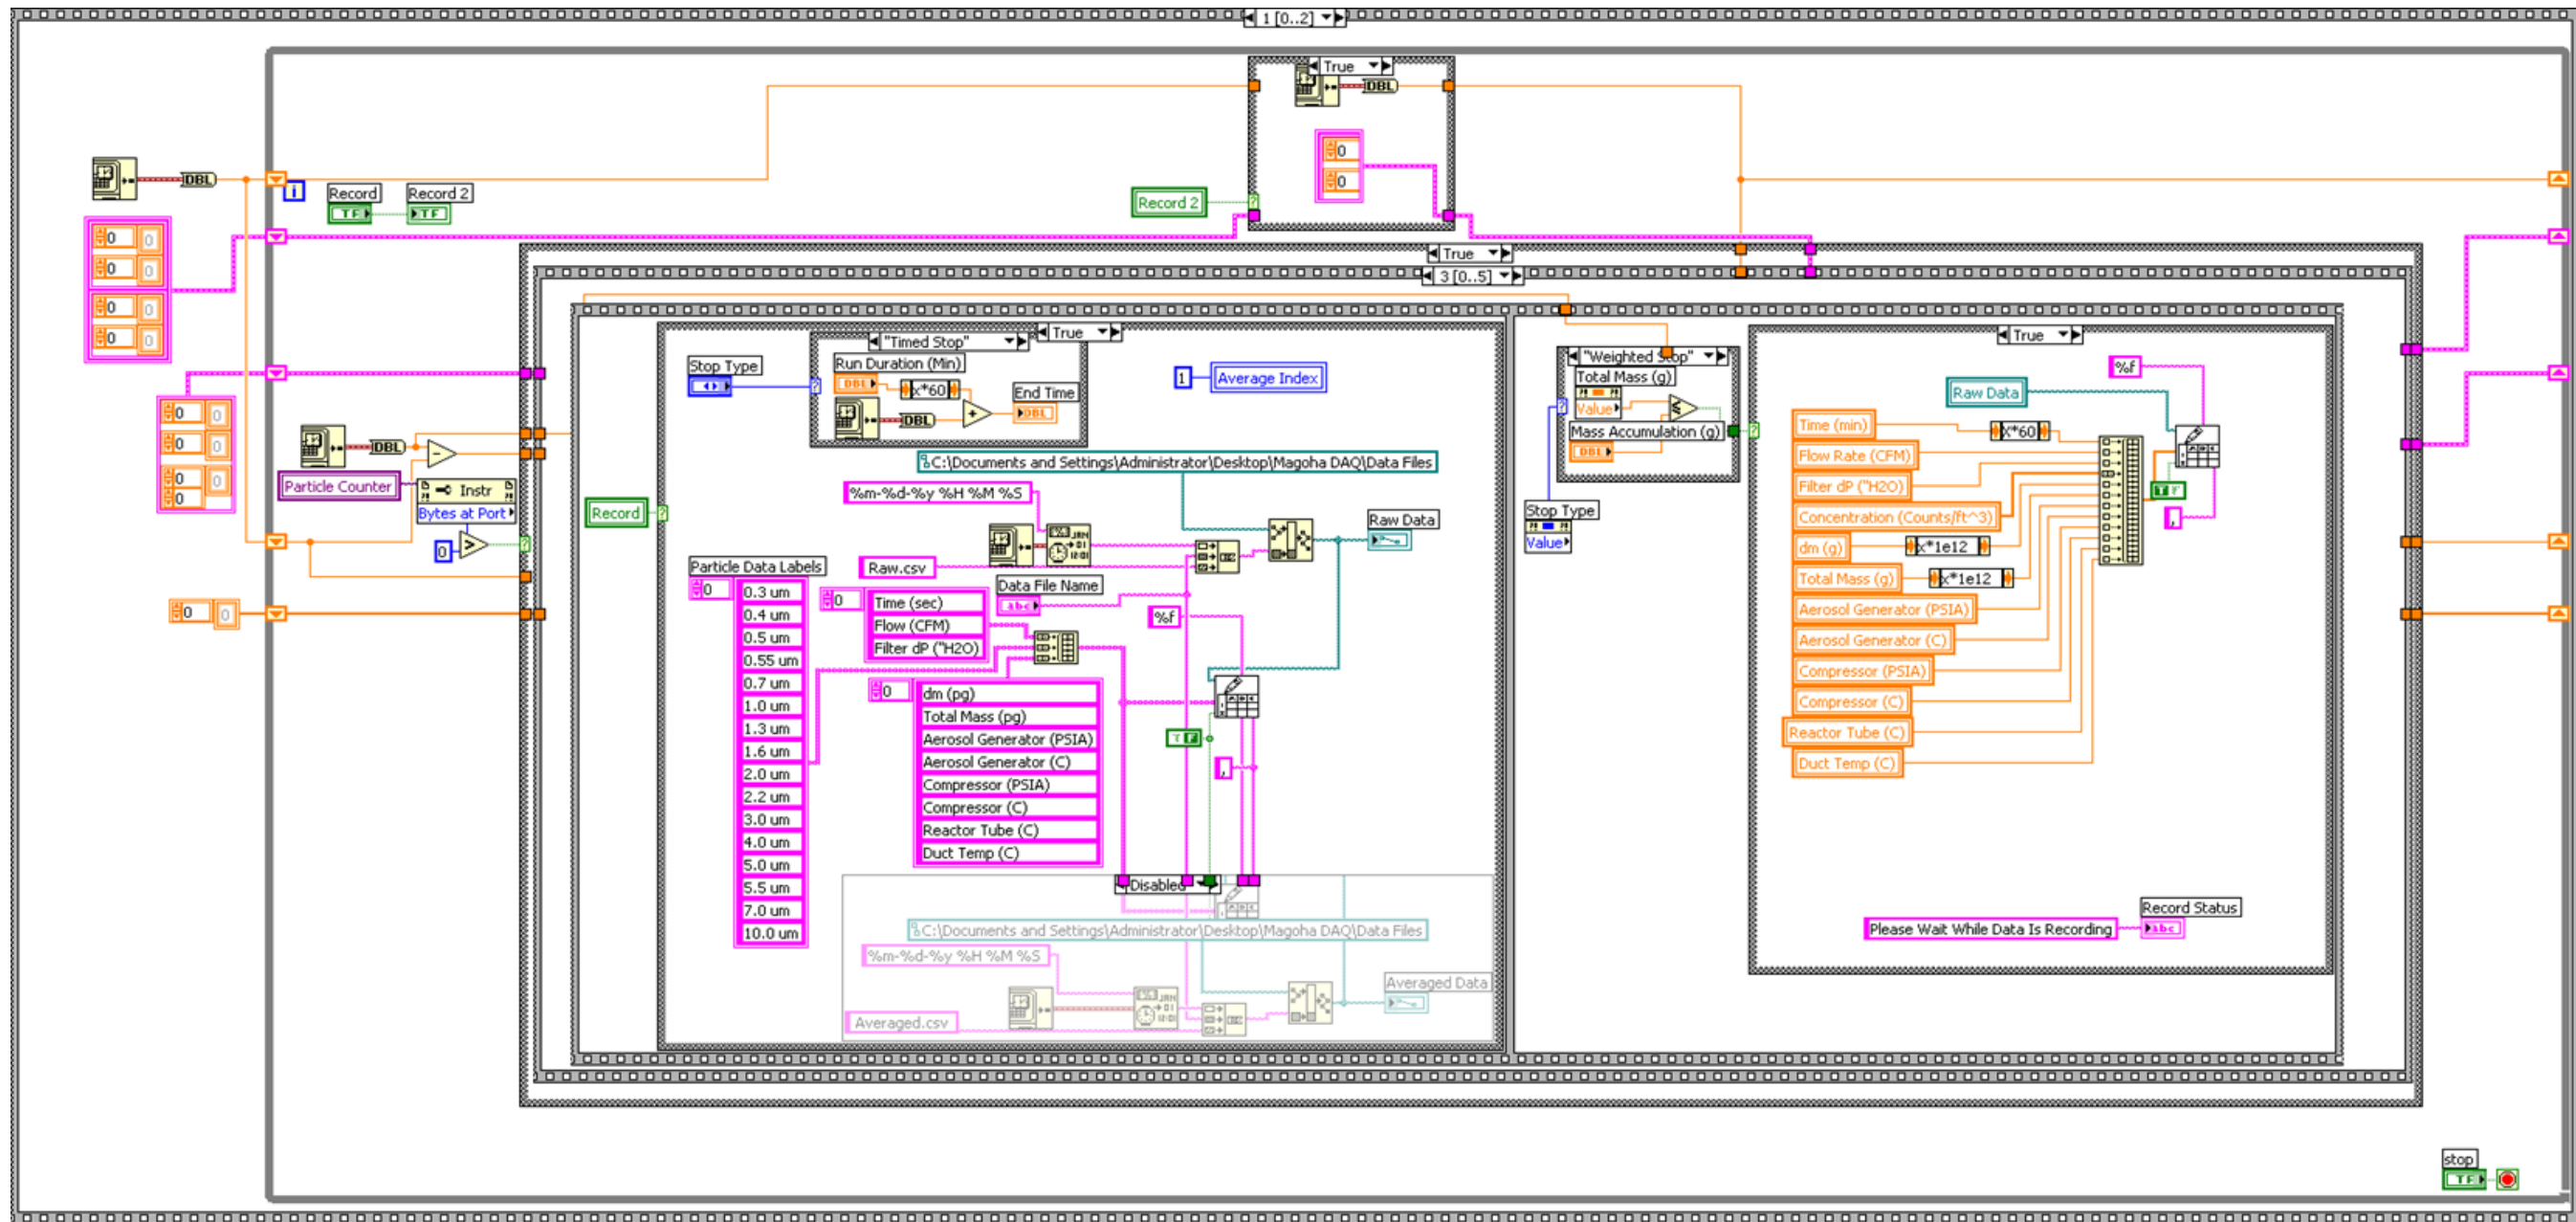 1 [0..2]
True
DBL
0
0
DBL
i
Record
TF
Record 2
TF
Record 2
0 0
0 0
0 0
0 0
True
3 [0..5]
True
"Timed Stop"
Run Duration (Min)
DBL
x*60
End Time
DBL
DBL
+
Stop Type
1
Average Index
"Weighted Stop"
Total Mass (g)
Value
Mass Accumulation (g)
DBL
Stop Type
Value
True
%f
Raw Data
Time (min)
X*60
Flow Rate (CFM)
Filter dP ("H2O)
Concentration (Counts/ft^3)
dm (g)
x*1e12
Total Mass (g)
x*1e12
Aerosol Generator (PSIA)
Aerosol Generator (C)
Compressor (PSIA)
Compressor (C)
Reactor Tube (C)
Duct Temp (C)
T F
,
0 0
0 0
0 0
0
DBL
-
Particle Counter
Instr
Bytes at Port
0
>
0 0
Record
C:\Documents and Settings\Administrator\Desktop\Magoha DAQ\Data Files
%m-%d-%y %H %M %S
Raw Data
Raw.csv
Data File Name
abc
Particle Data Labels
0
0.3 um
0.4 um
0.5 um
0.55 um
0.7 um
1.0 um
1.3 um
1.6 um
2.0 um
2.2 um
3.0 um
4.0 um
5.0 um
5.5 um
7.0 um
10.0 um
0
Time (sec)
Flow (CFM)
Filter dP ("H2O)
%f
0
dm (pg)
Total Mass (pg)
Aerosol Generator (PSIA)
Aerosol Generator (C)
Compressor (PSIA)
Compressor (C)
Reactor Tube (C)
Duct Temp (C)
T F
,
Disabled
C:\Documents and Settings\Administrator\Desktop\Magoha DAQ\Data Files
%m-%d-%y %H %M %S
Averaged Data
Averaged.csv
Please Wait While Data Is Recording
Record Status
abc
stop
TF